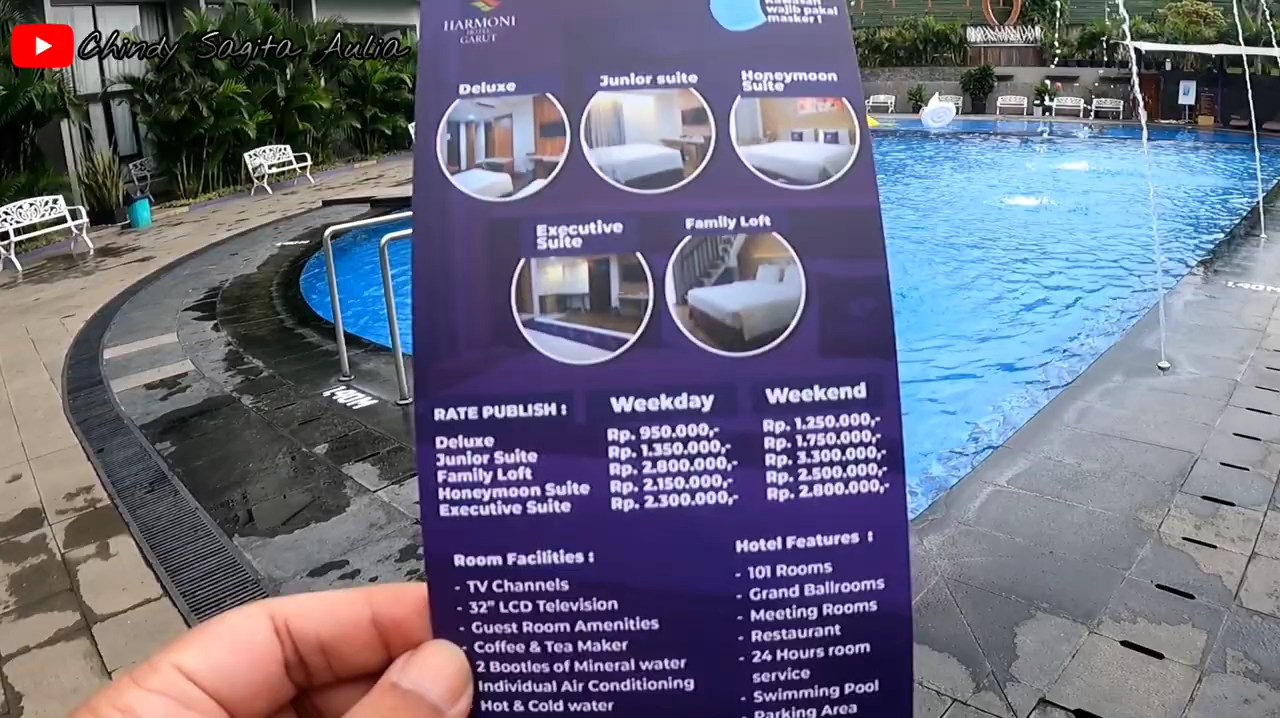 Chindy Sagita Aulia
HARMONI
HOTEL
GARUT
Kawasan
wajib pakai
masker !
Deluxe
Junior suite
Honeymoon
Suite
Executive
Suite
Family Loft
RATE PUBLISH : Weekday Weekend
Deluxe Rp. 950.000,- Rp. 1.250.000,-
Junior Suite Rp. 1.350.000,- Rp. 1.750.000,-
Family Loft Rp. 2.800.000,- Rp. 3.300.000,-
Honeymoon Suite Rp. 2.150.000,- Rp. 2.500.000,-
Executive Suite Rp. 2.300.000,- Rp. 2.800.000,-
Room Facilities :
- TV Channels
- 32" LCD Television
- Guest Room Amenities
- Coffee & Tea Maker
2 Bootles of Mineral water
Individual Air Conditioning
Hot & Cold water
Hotel Features :
- 101 Rooms
- Grand Ballrooms
- Meeting Rooms
- Restaurant
- 24 Hours room
service
- Swimming Pool
- Parking Area
1,40M
1,40M